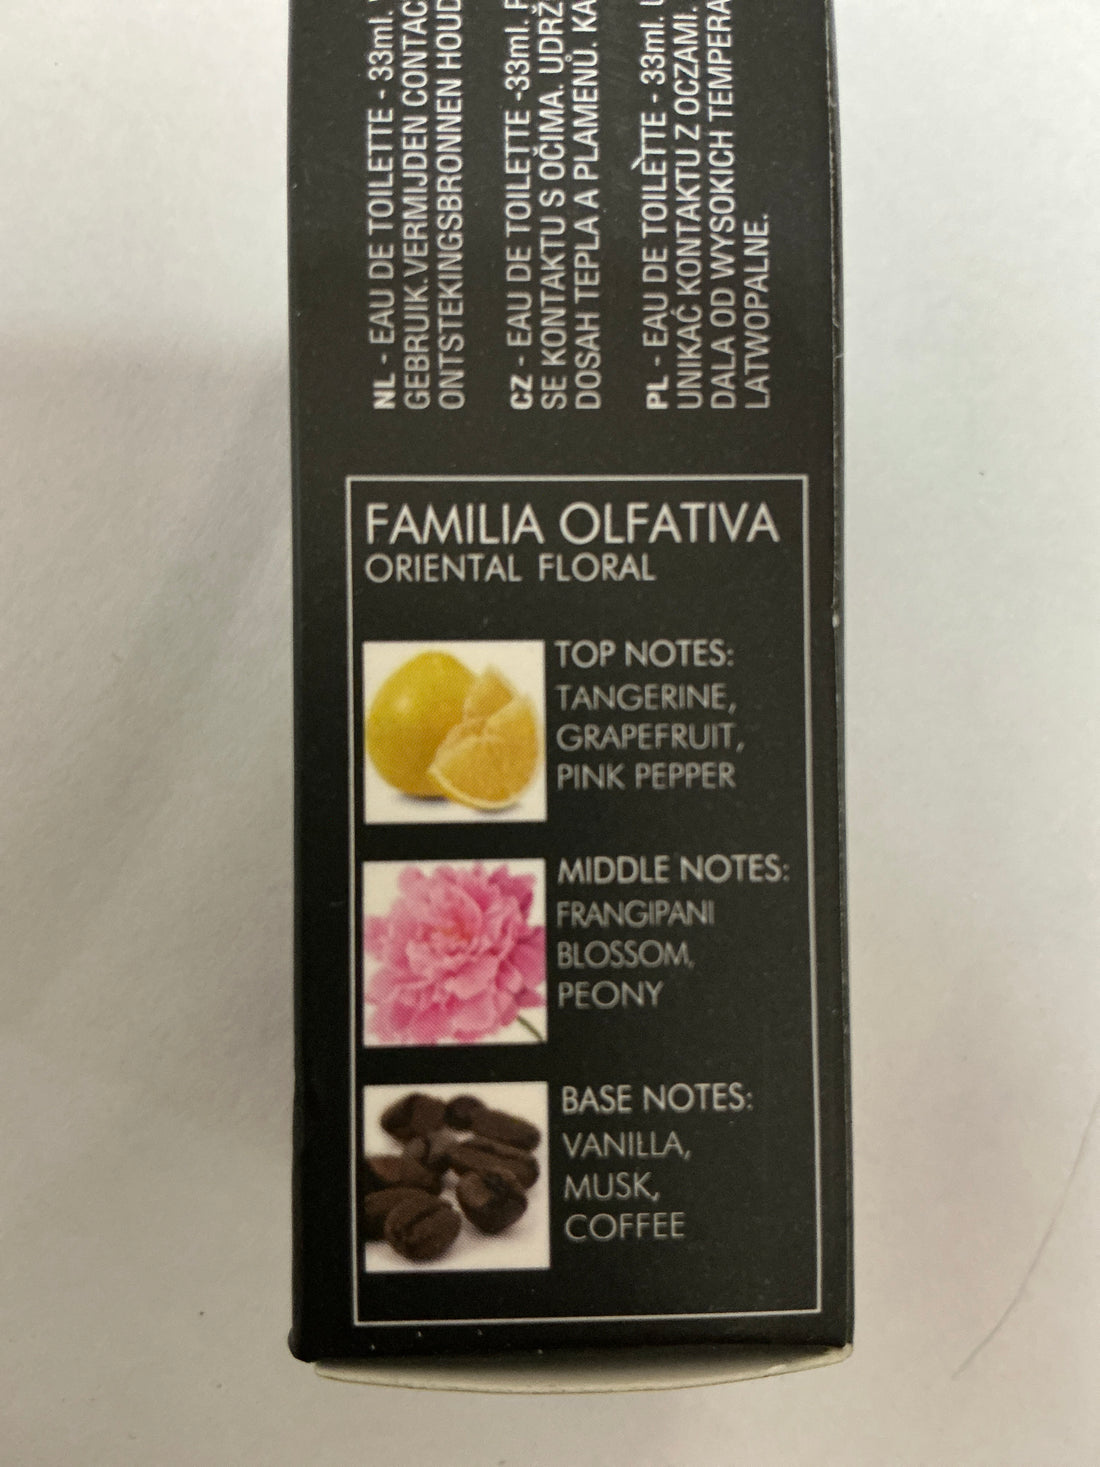 NL - EAU DE TOILETTE - 33ml.
GEBRUIK.VERMIJDEN CONTAC
ONTSTEKINGSBRONNEN HOUD
CZ - EAU DE TOILETTE -33ml.
SE KONTAKTU S OČIMA. UDRŽ
DOSAH TEPLA A PLAMENŮ. KA
PL - EAU DE TOILÈTTE - 33ml.
UNIKAĆ KONTAKTU Z OCZAMI.
DALA OD WYSOKICH TEMPERA
LATWOPALNE.
FAMILIA OLFATIVA
ORIENTAL FLORAL
TOP NOTES:
TANGERINE,
GRAPEFRUIT,
PINK PEPPER
MIDDLE NOTES:
FRANGIPANI
BLOSSOM,
PEONY
BASE NOTES:
VANILLA,
MUSK,
COFFEE